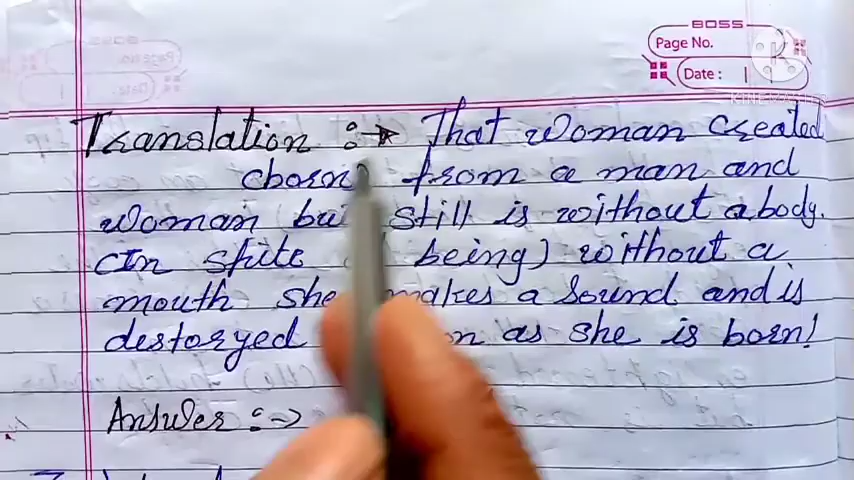 BOSS
Page No.
Date :
KINEMASTER
Translation :→ That woman created
(born) from a man and
woman but still is without a body.
(In spite being) without a
mouth she makes a sound and is
destoryed as she is born!
Answer :→